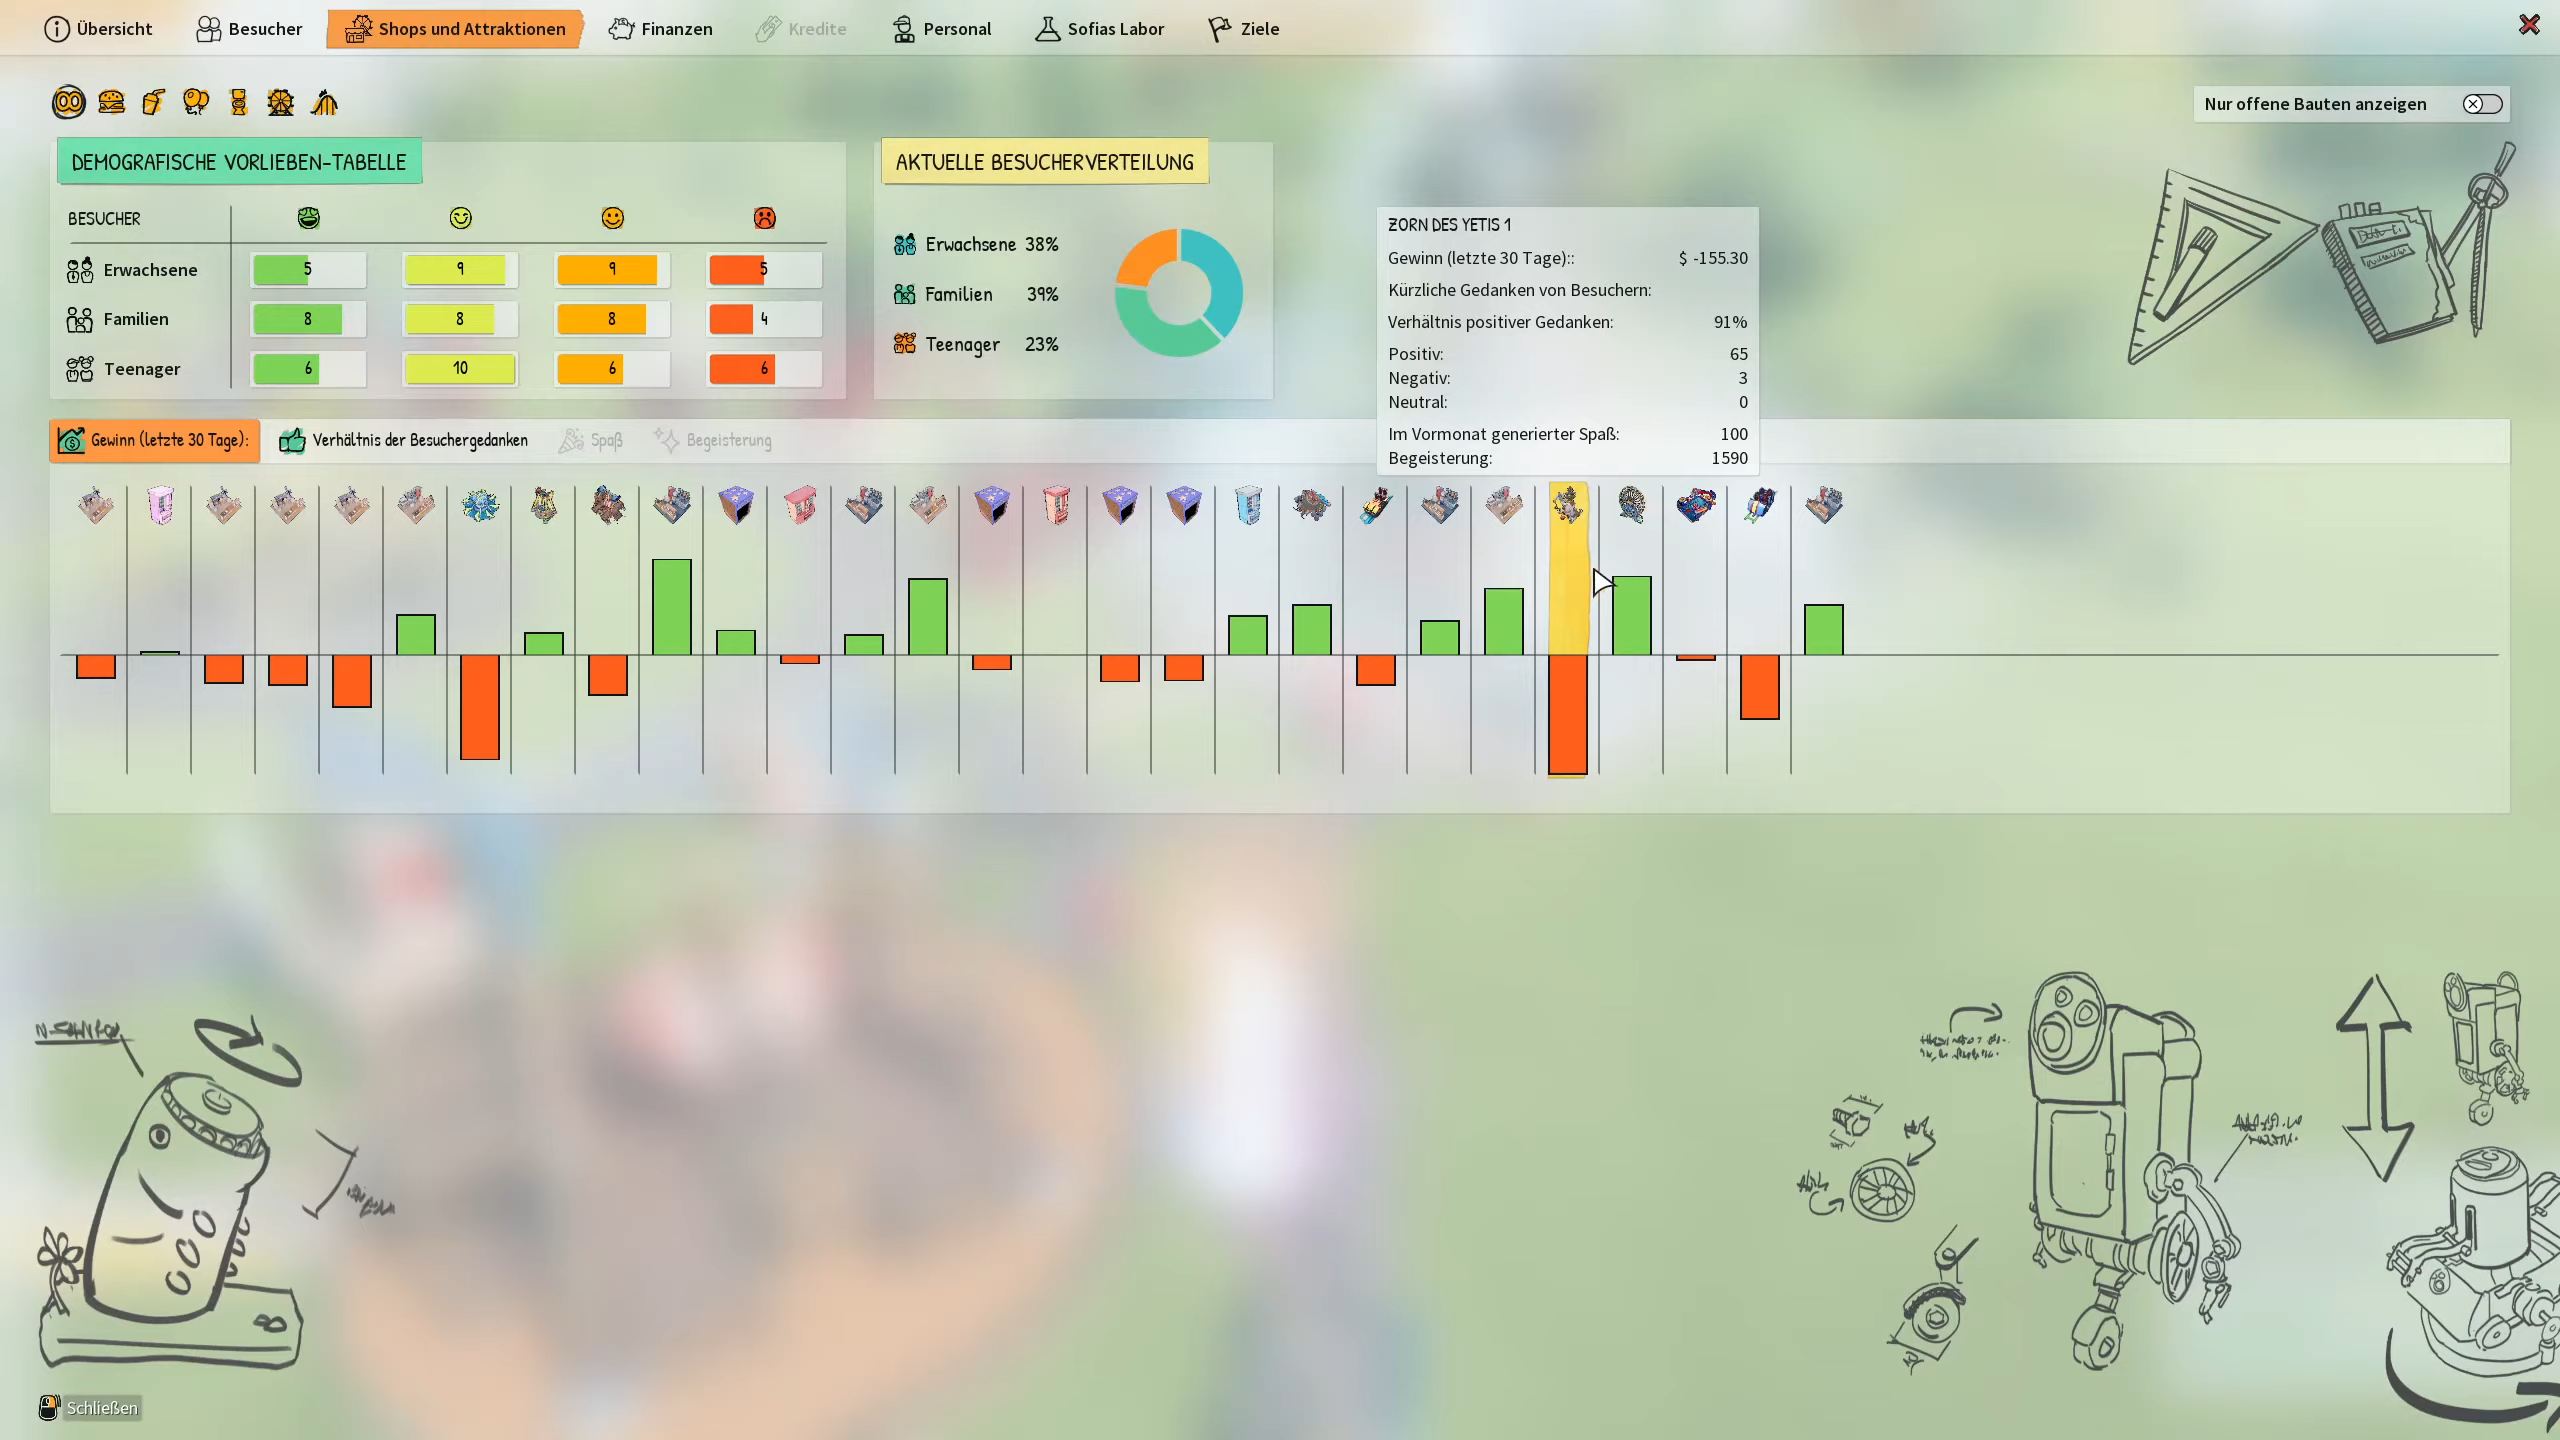 Übersicht
Besucher
Shops und Attraktionen
Finanzen
Kredite
Personal
Sofias Labor
Ziele
Nur offene Bauten anzeigen
DEMOGRAFISCHE VORLIEBEN-TABELLE
BESUCHER
Erwachsene 5 9 9 5
Familien 8 8 8 4
Teenager 6 10 6 6
AKTUELLE BESUCHERVERTEILUNG
Erwachsene 38%
Familien 39%
Teenager 23%
ZORN DES YETIS 1
Gewinn (letzte 30 Tage):: $ -155.30
Kürzliche Gedanken von Besuchern:
Verhältnis positiver Gedanken: 91%
Positiv: 65
Negativ: 3
Neutral: 0
Im Vormonat generierter Spaß: 100
Begeisterung: 1590
Gewinn (letzte 30 Tage):
Verhältnis der Besuchergedanken
Spaß
Begeisterung
Schließen